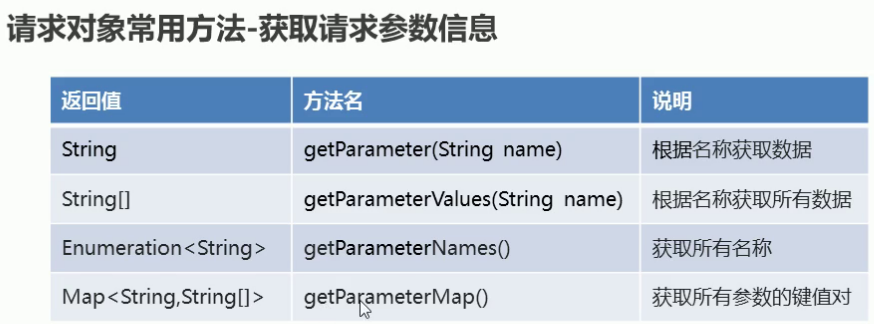 请求对象常用方法-获取请求参数信息
返回值 方法名 说明
String getParameter(String name) 根据名称获取数据
String[] getParameterValues(String name) 根据名称获取所有数据
Enumeration<String> getParameterNames() 获取所有名称
Map<String,String[]> getParameterMap() 获取所有参数的键值对